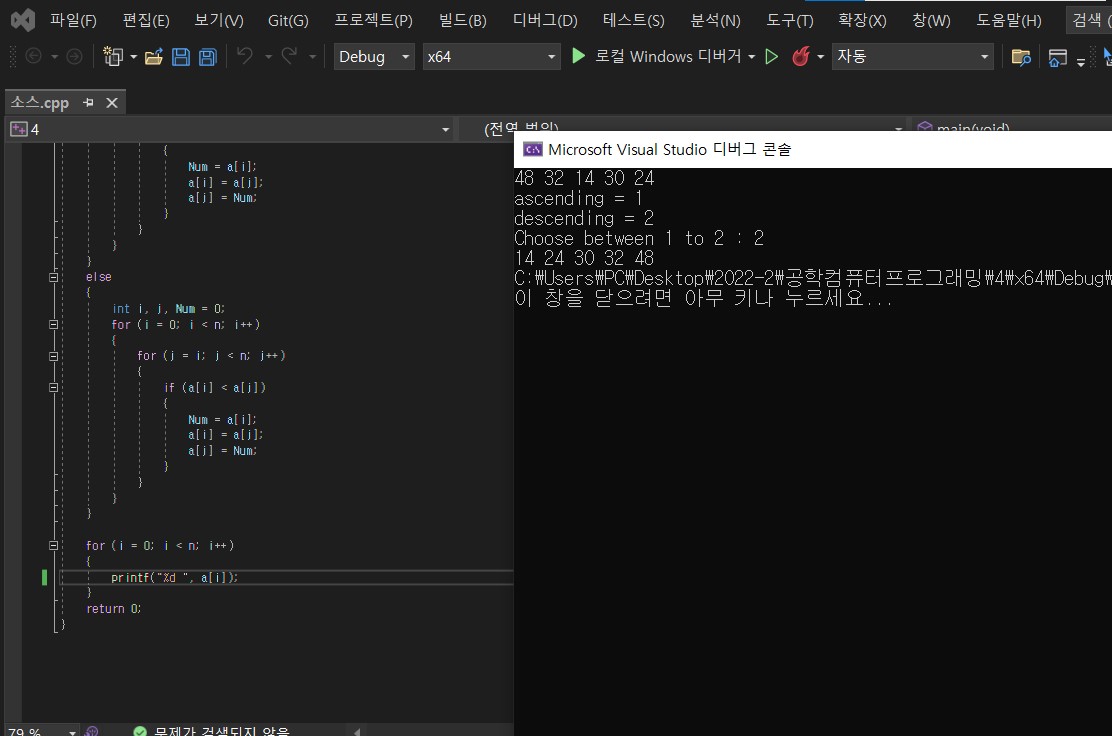 파일(F) 편집(E) 보기(V) Git(G) 프로젝트(P) 빌드(B) 디버그(D) 테스트(S) 분석(N) 도구(T) 확장(X) 창(W) 도움말(H) 검색 (
Debug x64 로컬 Windows 디버거 자동
소스.cpp
4 (전역 범위) main(void)
{
Num = a[i];
a[i] = a[j];
a[j] = Num;
}
}
}
}
else
{
int i, j, Num = 0;
for (i = 0; i < n; i++)
{
for (j = i; j < n; j++)
{
if (a[i] < a[j])
{
Num = a[i];
a[i] = a[j];
a[j] = Num;
}
}
}
}
for (i = 0; i < n; i++)
{
printf("%d ", a[i]);
}
return 0;
}
79 % 문제가 검색되지 않음
Microsoft Visual Studio 디버그 콘솔
48 32 14 30 24
ascending = 1
descending = 2
Choose between 1 to 2 : 2
14 24 30 32 48
C:₩Users₩PC₩Desktop₩2022-2₩공학컴퓨터프로그래밍₩4₩x64₩Debug₩
이 창을 닫으려면 아무 키나 누르세요...